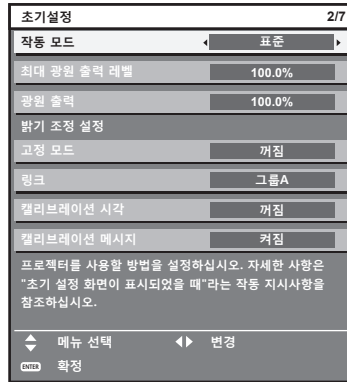 초기설정 2/7
작동 모드 표준
최대 광원 출력 레벨 100.0%
광원 출력 100.0%
밝기 조정 설정
고정 모드 꺼짐
링크 그룹A
캘리브레이션 시각 꺼짐
캘리브레이션 메시지 켜짐
프로젝터를 사용할 방법을 설정하십시오. 자세한 사항은
"초기 설정 화면이 표시되었을 때"라는 작동 지시사항을
참조하십시오.
메뉴 선택 변경
ENTER 확정